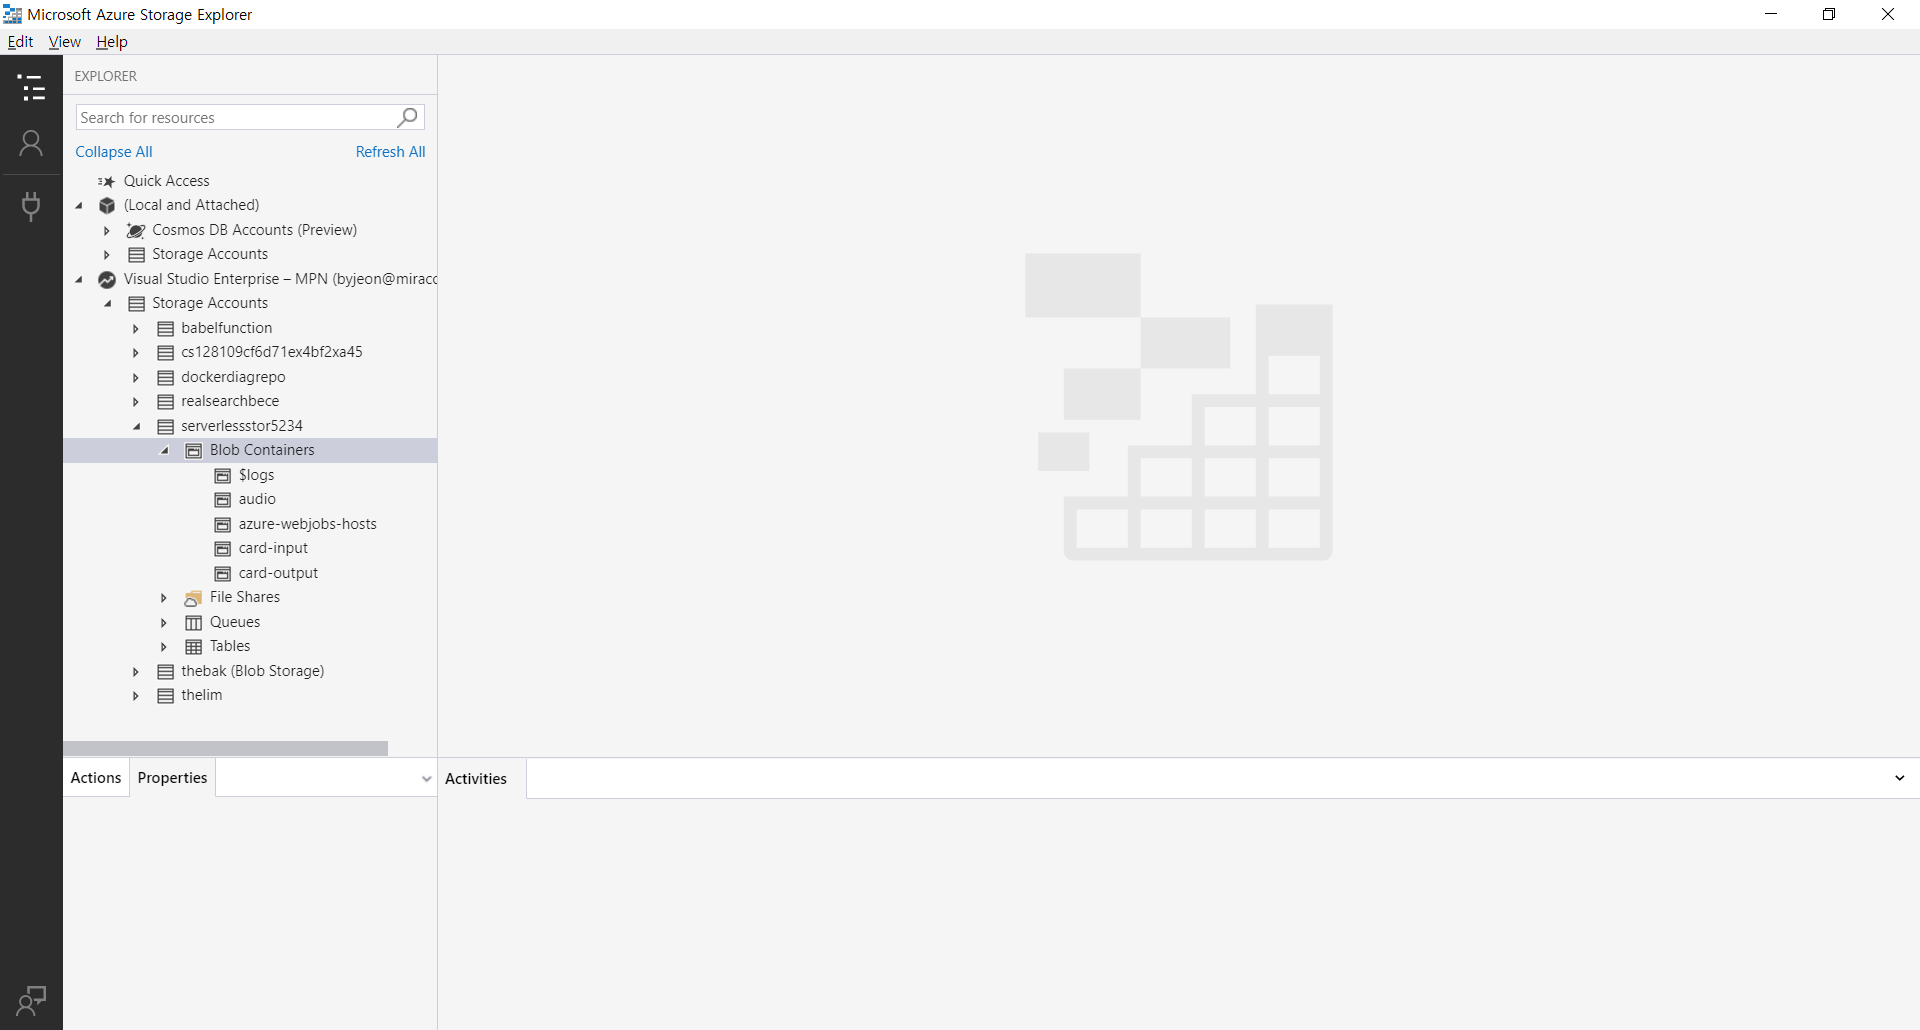 Microsoft Azure Storage Explorer
Edit View Help
EXPLORER
Search for resources
Collapse All Refresh All
Quick Access
(Local and Attached)
Cosmos DB Accounts (Preview)
Storage Accounts
Visual Studio Enterprise – MPN (byjeon@mirac
Storage Accounts
babelfunction
cs128109cf6d71ex4bf2xa45
dockerdiagrepo
realsearchbece
serverlessstor5234
Blob Containers
$logs
audio
azure-webjobs-hosts
card-input
card-output
File Shares
Queues
Tables
thebak (Blob Storage)
thelim
Actions Properties
Activities